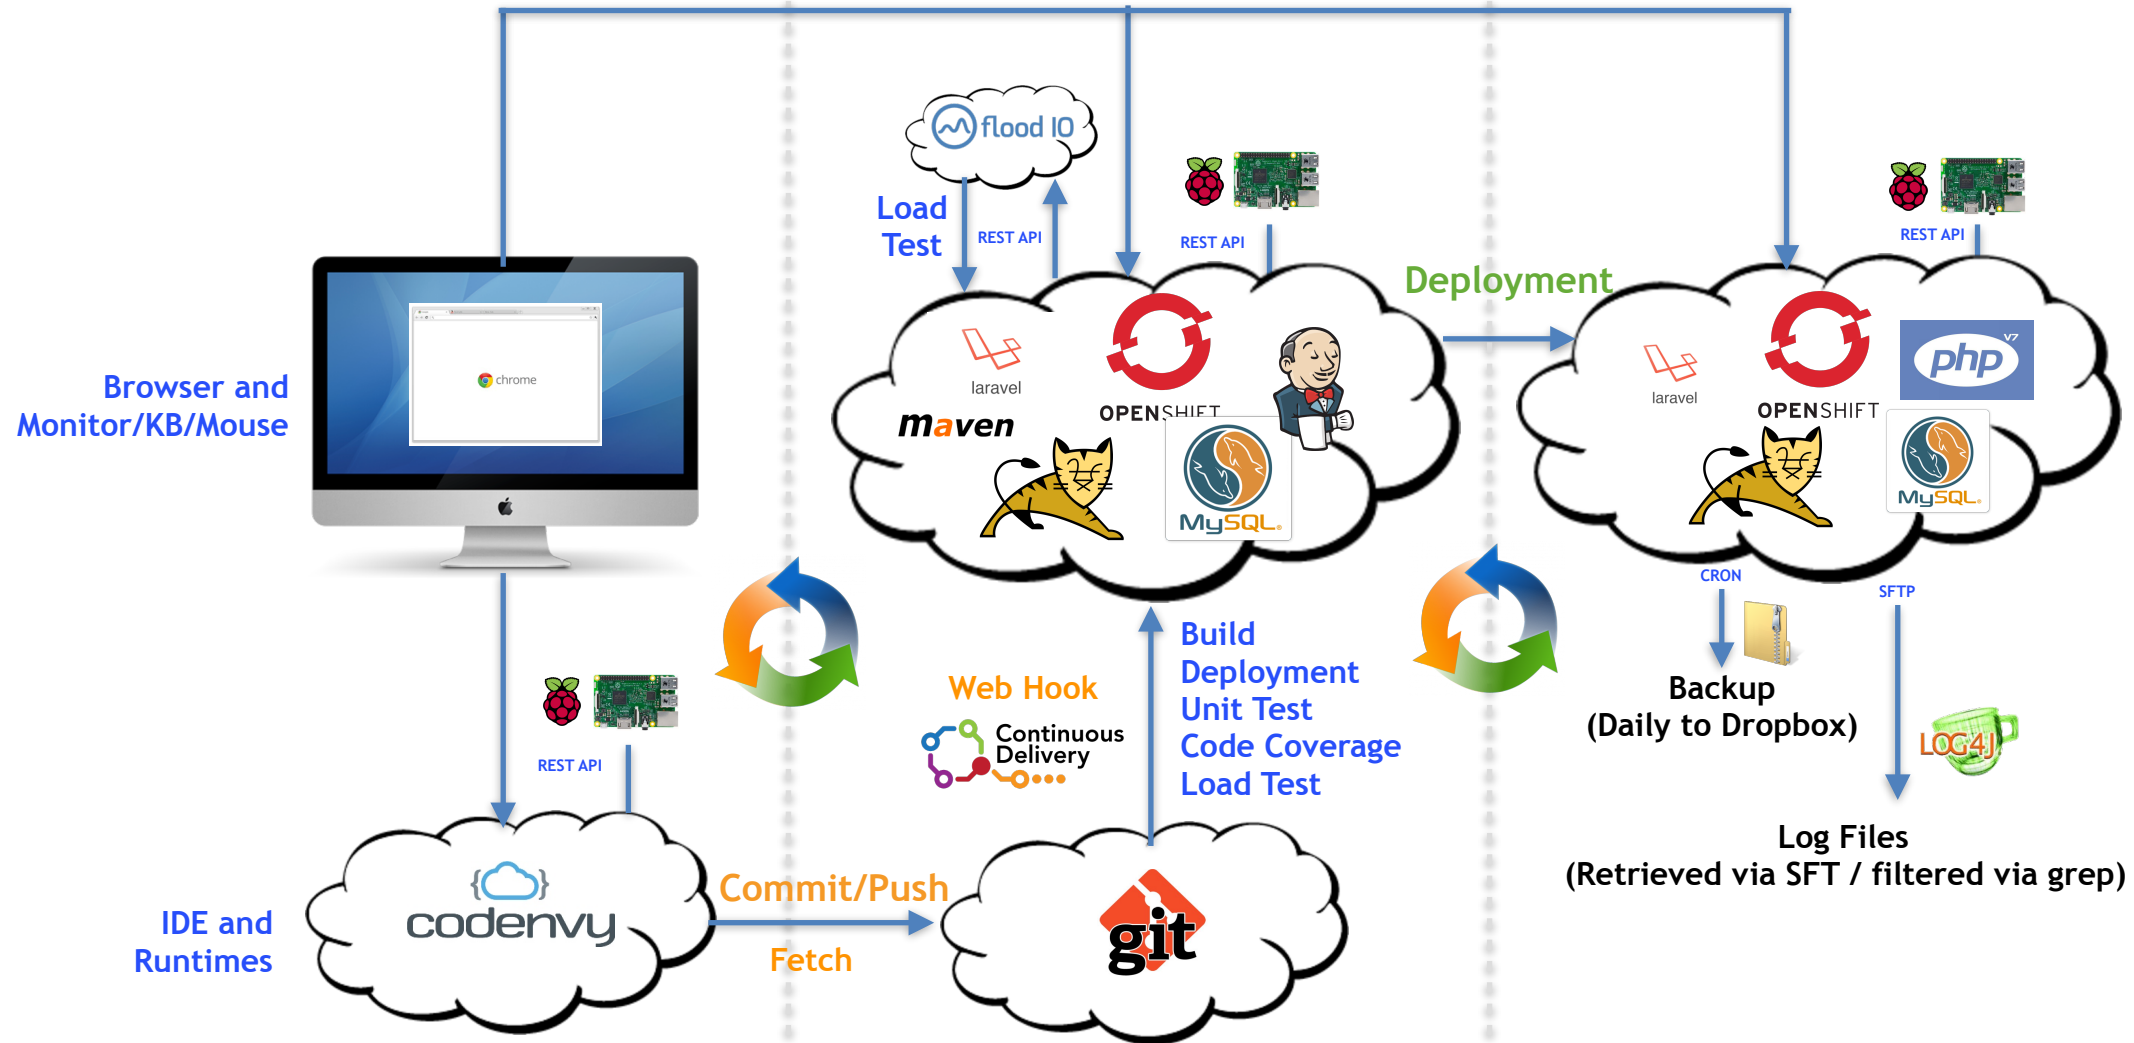 flood IO
Load
Test
REST API
REST API
REST API
Browser and
Monitor/KB/Mouse
chrome
laravel
maven
OPENSHIFT
MySQL
Deployment
laravel
OPENSHIFT
php
V7
MySQL
CRON
SFTP
Backup
(Daily to Dropbox)
LOG4J
Log Files
(Retrieved via SFT / filtered via grep)
Web Hook
Continuous
Delivery
Build
Deployment
Unit Test
Code Coverage
Load Test
REST API
IDE and
Runtimes
{ }
codenvy
Commit/Push
Fetch
git